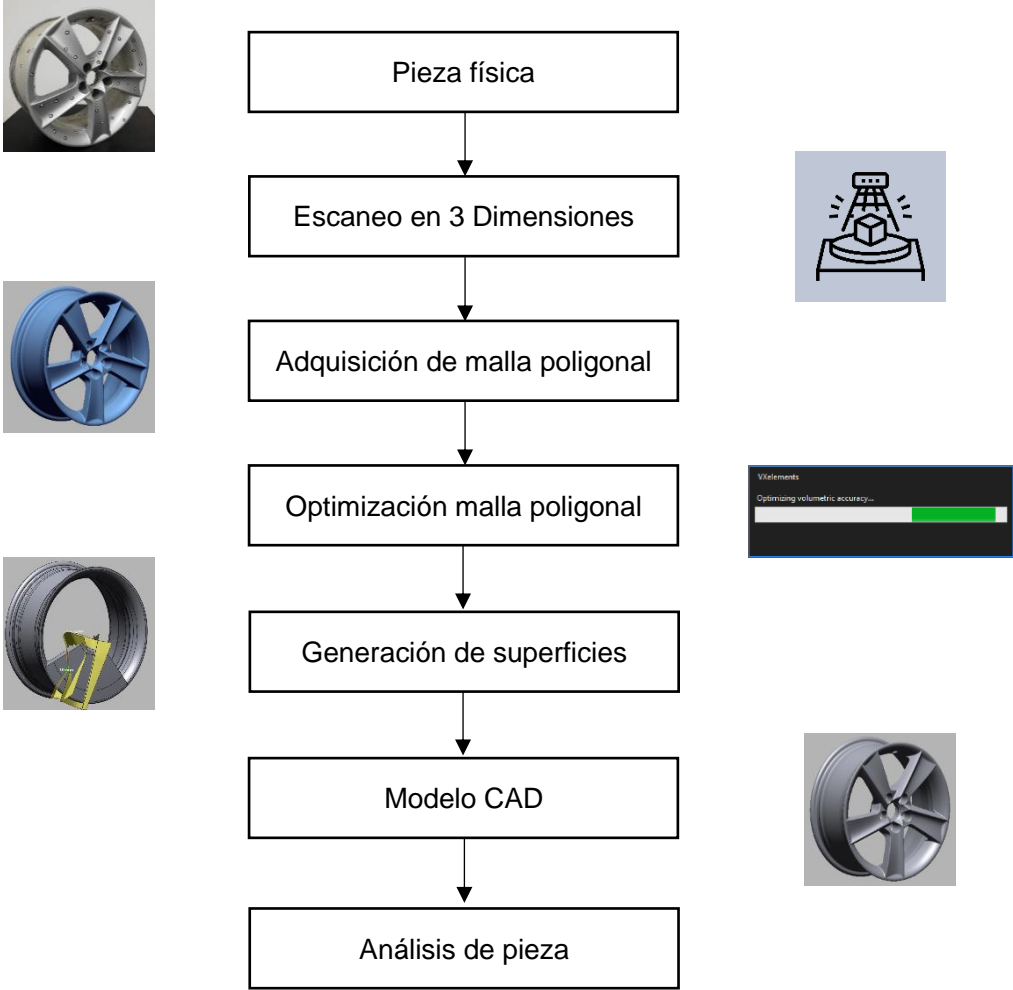 Pieza física
Escaneo en 3 Dimensiones
Adquisición de malla poligonal
Optimización malla poligonal
VXelements
Optimizing volumetric accuracy...
Generación de superficies
Modelo CAD
Análisis de pieza